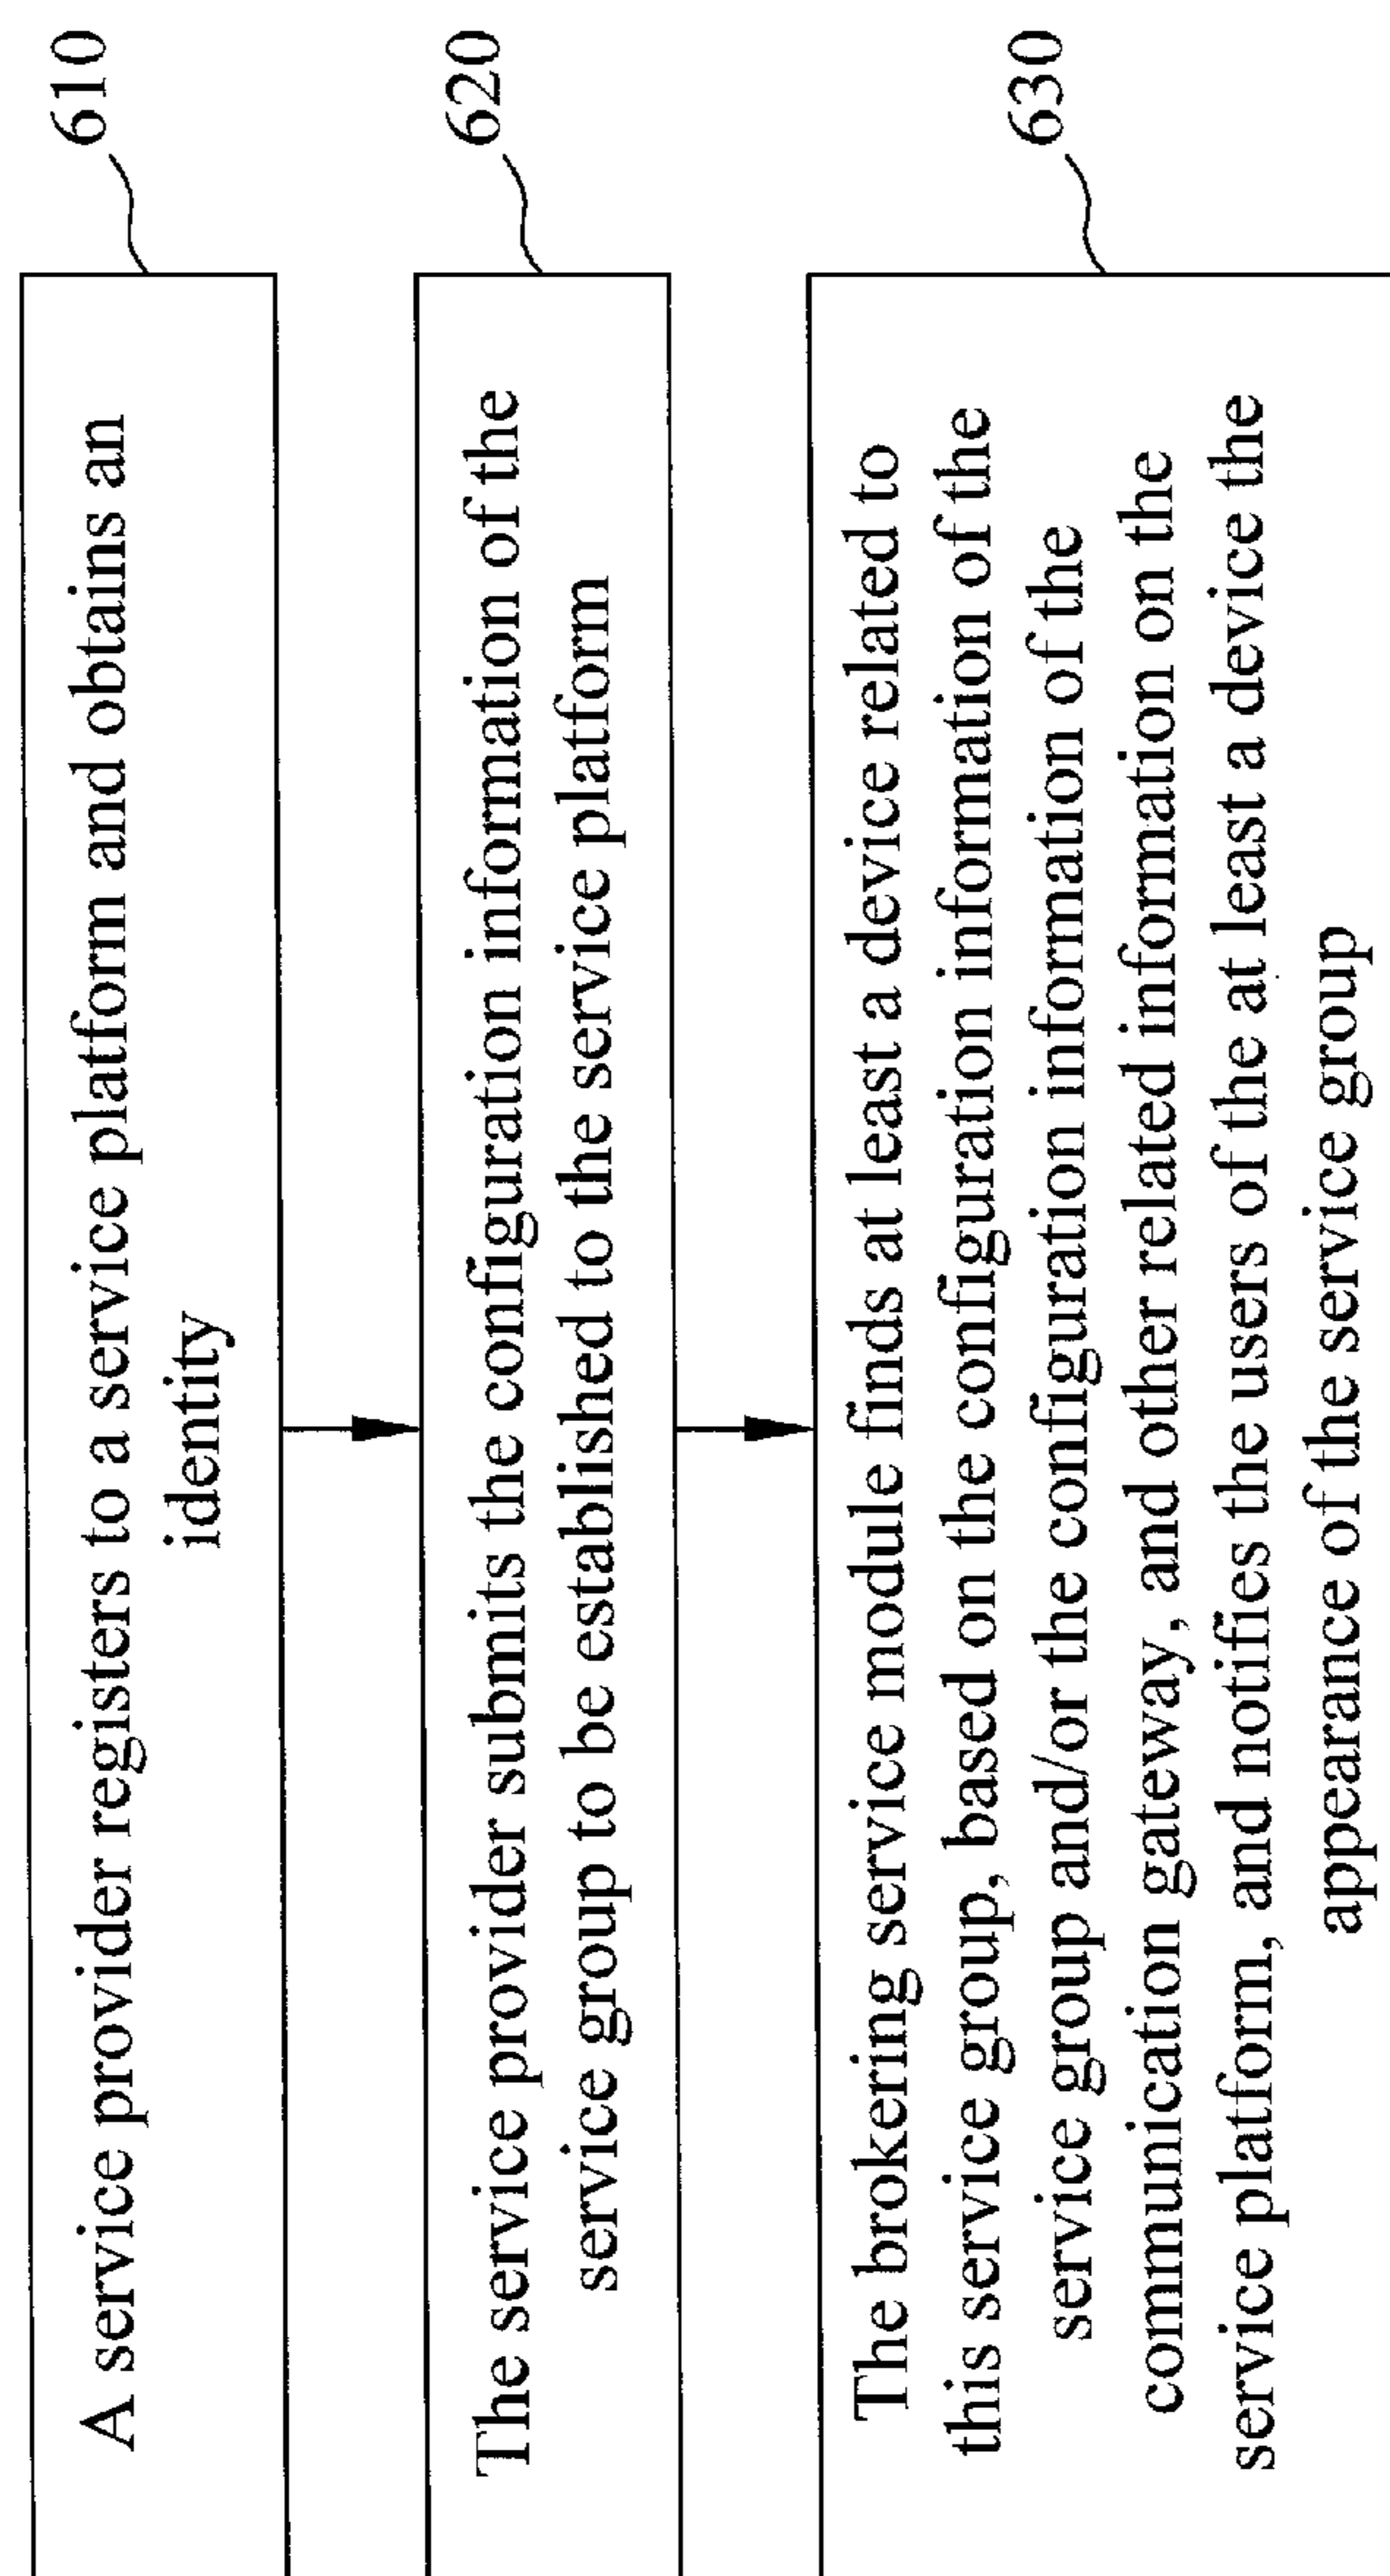 A service provider registers to a service platform and obtains an
identity
610
The service provider submits the configuration information of the
service group to be established to the service platform
620
The brokering service module finds at least a device related to
this service group, based on the configuration information of the
service group and/or the configuration information of the
communication gateway, and other related information on the
service platform, and notifies the users of the at least a device the
appearance of the service group
630